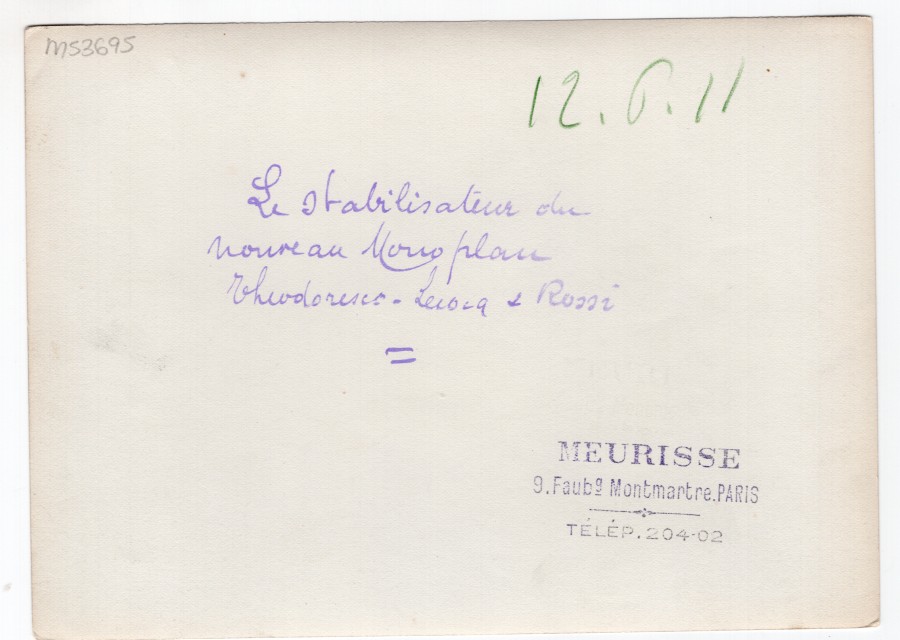 MS3695
12.6.11
Le stabilisateur du
nouveau Monoplan
Théodoresco - Lecocq & Rossi
MEURISSE
9. Faubg Montmartre. PARIS
TÉLÉP. 204-02